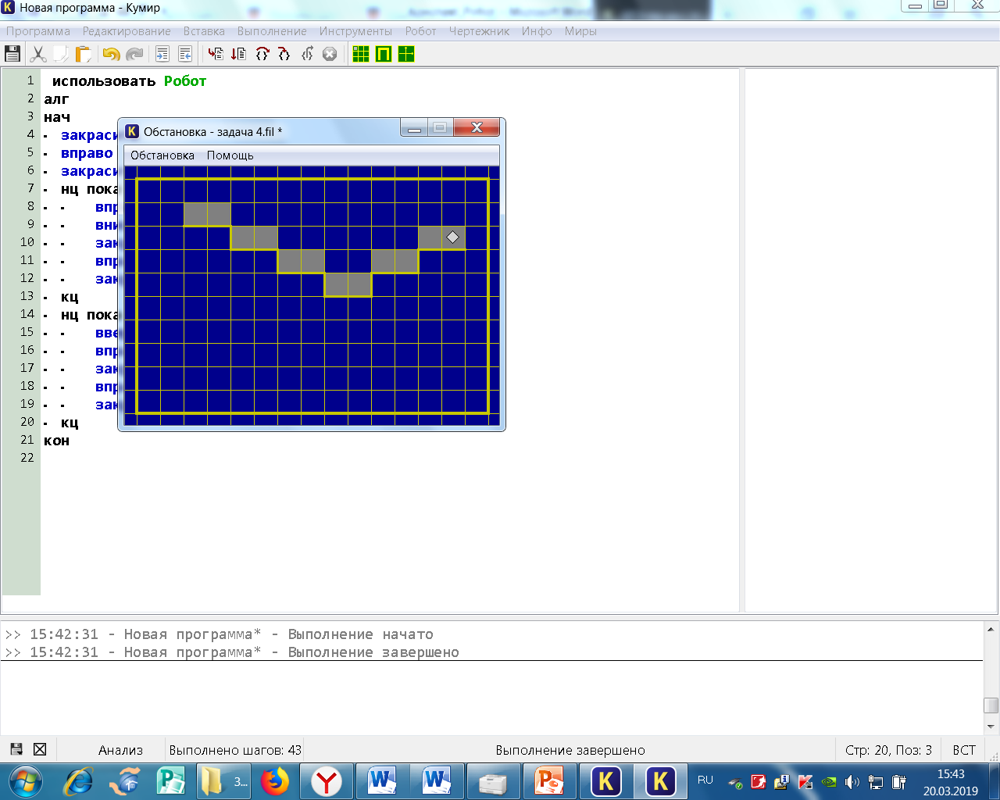 Новая программа - Кумир
Программа Редактирование Вставка Выполнение Инструменты Робот Чертежник Инфо Миры
1 использовать Робот
2 алг
3 нач
4 закраси
5 вправо
6 закраси
7 нц пока
8 впр
9 вни
10 зак
11 впр
12 зак
13 кц
14 нц пока
15 вве
16 впр
17 зак
18 впр
19 зак
20 кц
21 кон
22
Обстановка - задача 4.fil *
Обстановка Помощь
>> 15:42:31 - Новая программа* - Выполнение начато
>> 15:42:31 - Новая программа* - Выполнение завершено
Анализ Выполнено шагов: 43 Выполнение завершено Стр: 20, Поз: 3 ВСТ
3... RU 15:43
20.03.2019